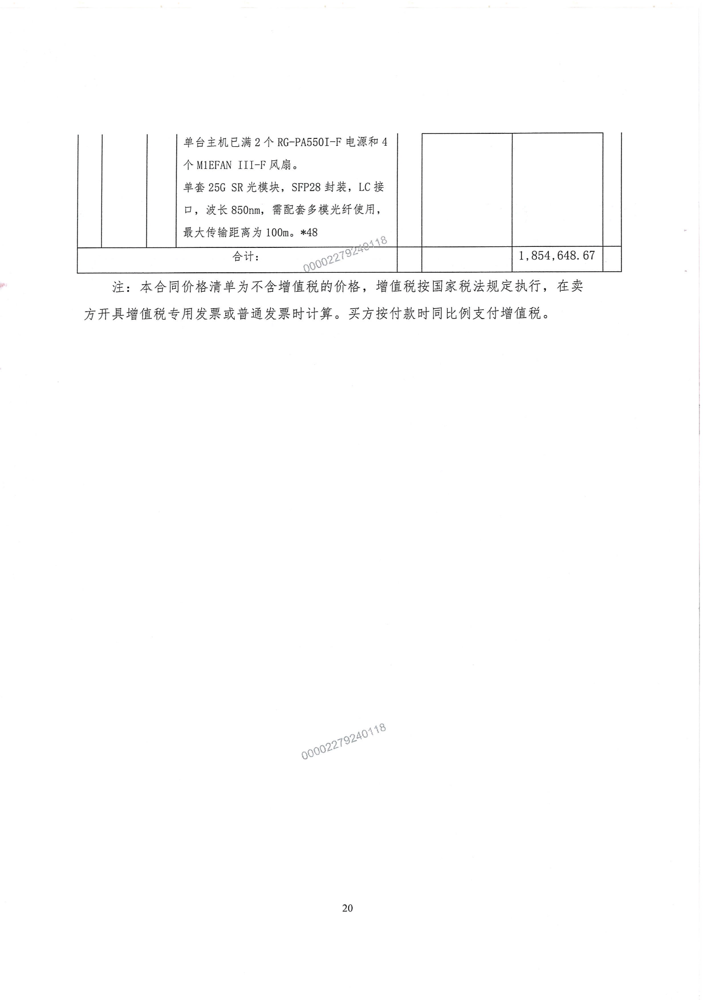 单台主机已满 2 个 RG-PA550I-F 电源和 4
个 M1EFAN III-F 风扇。
单套 25G SR 光模块，SFP28 封装，LC 接
口，波长 850nm，需配套多模光纤使用，
最大传输距离为 100m。*48
合计：
1,854,648.67
00002279240118
注：本合同价格清单为不含增值税的价格，增值税按国家税法规定执行，在卖
方开具增值税专用发票或普通发票时计算。买方按付款时同比例支付增值税。
00002279240118
20